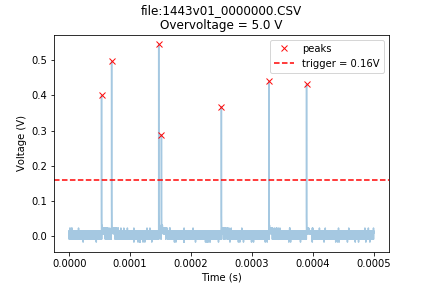 file:1443v01_0000000.CSV
Overvoltage = 5.0 V
peaks
trigger = 0.16V
0.5
0.4
0.3
0.2
0.1
0.0
Voltage (V)
0.0000 0.0001 0.0002 0.0003 0.0004 0.0005
Time (s)